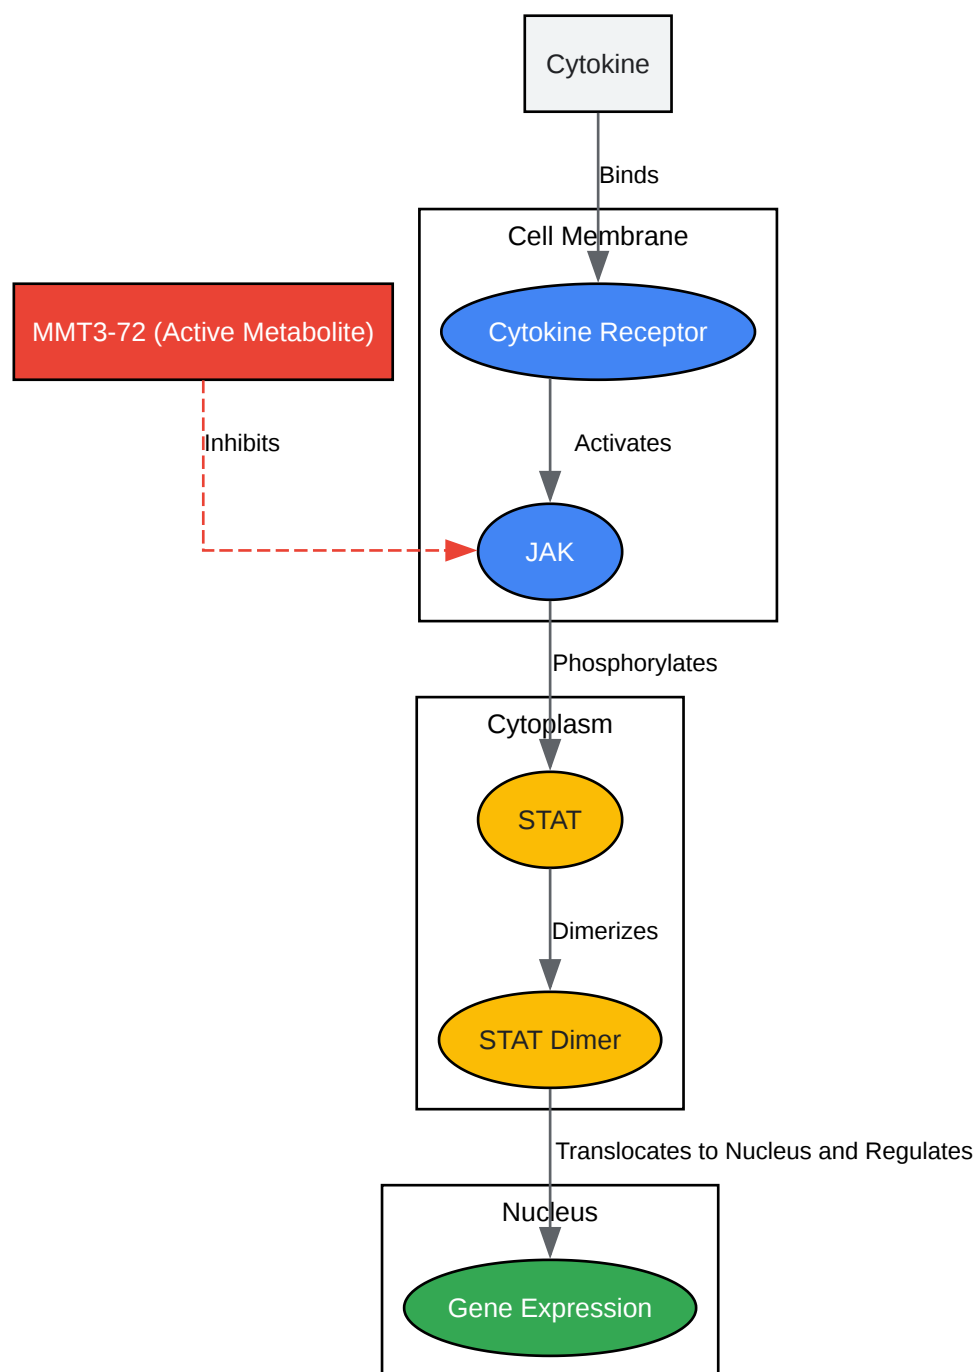 Cytokine
Binds
Cell Membrane
MMT3-72 (Active Metabolite)
Cytokine Receptor
Inhibits
Activates
JAK
Phosphorylates
Cytoplasm
STAT
Dimerizes
STAT Dimer
Translocates to Nucleus and Regulates
Nucleus
Gene Expression